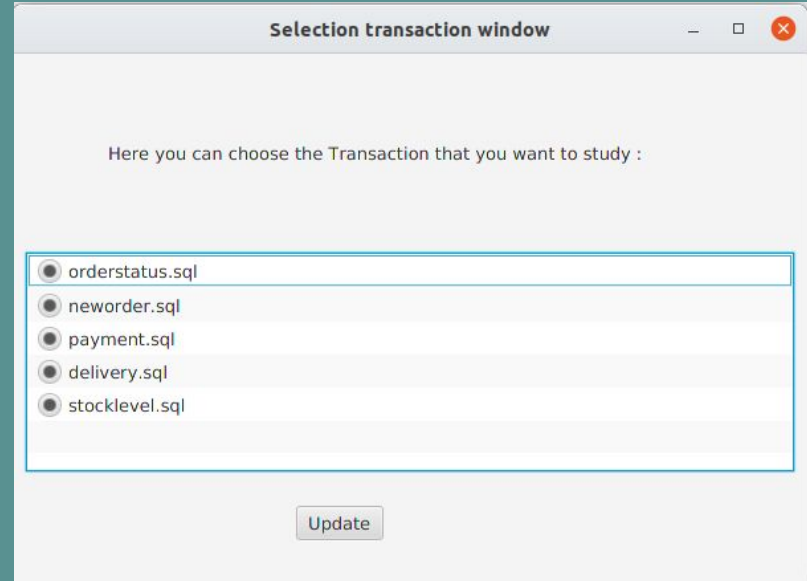 Selection transaction window
Here you can choose the Transaction that you want to study :
orderstatus.sql
neworder.sql
payment.sql
delivery.sql
stocklevel.sql
Update